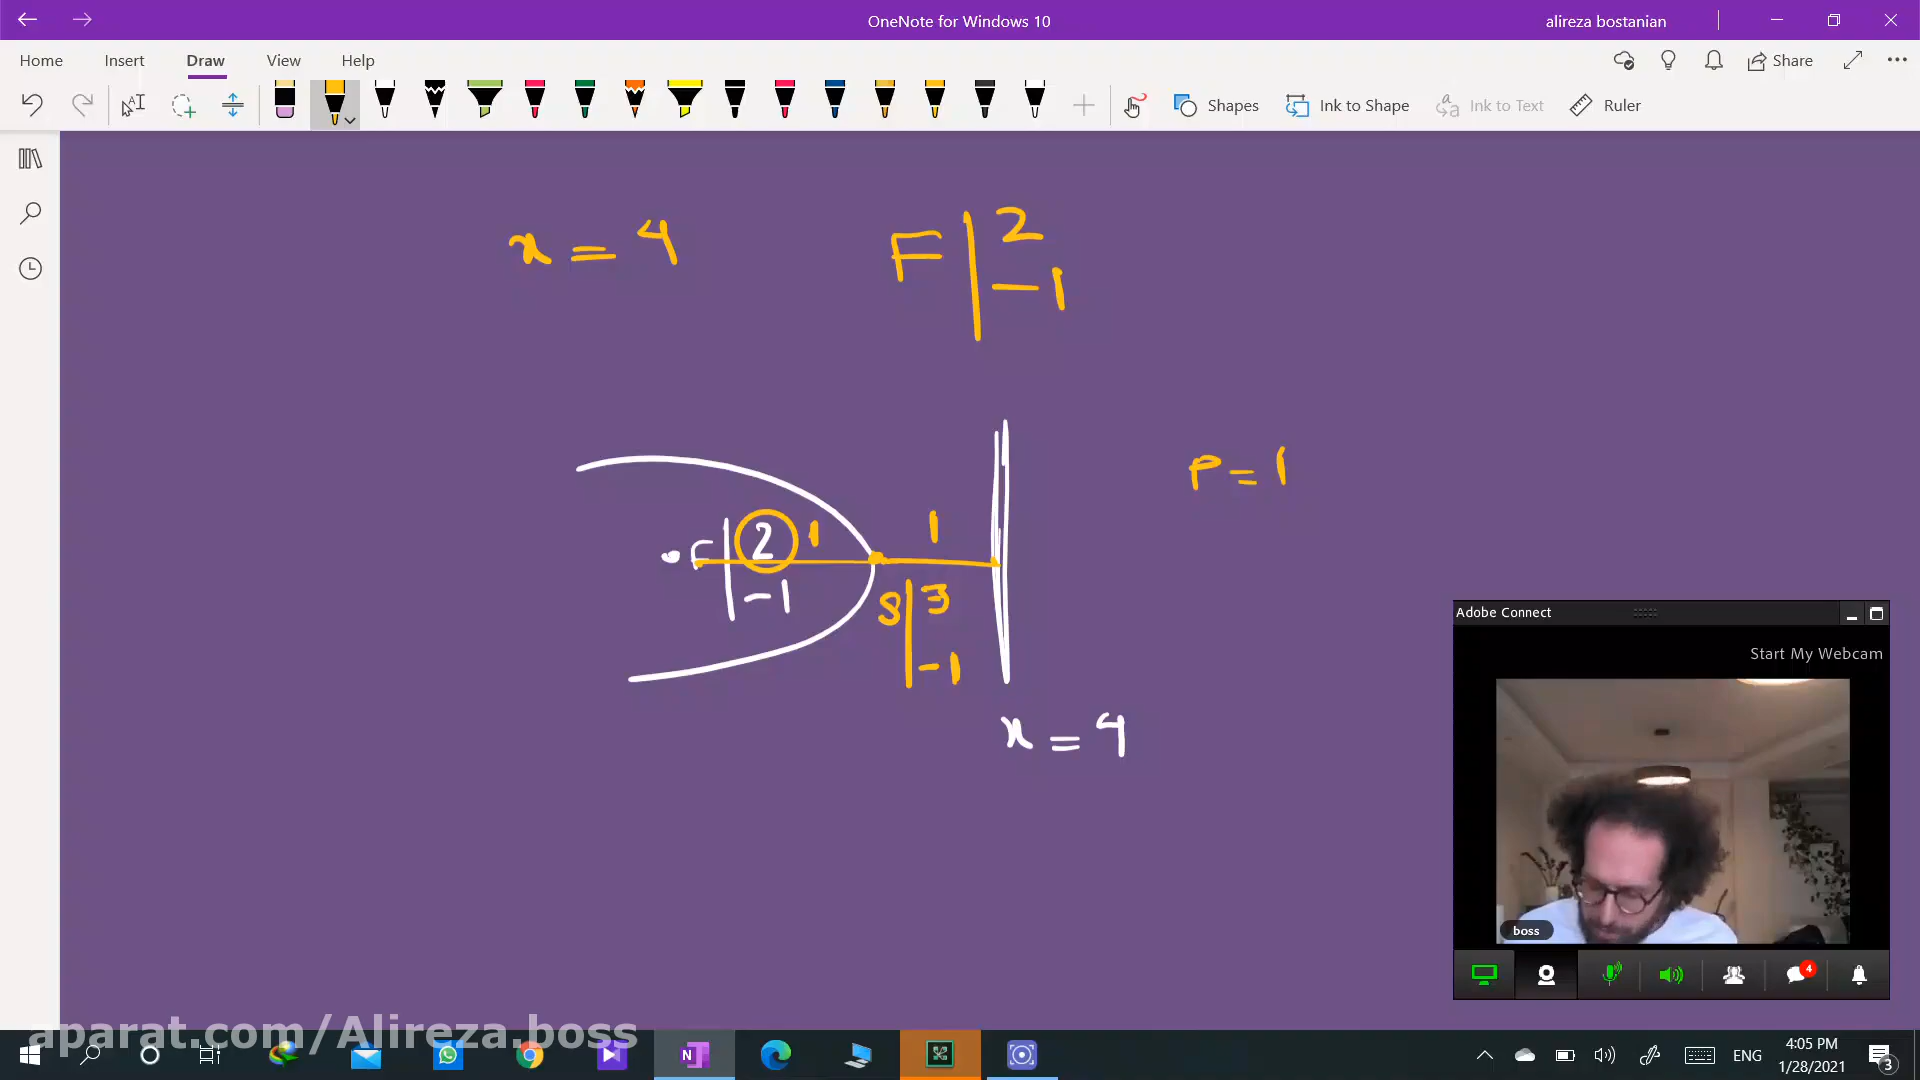 OneNote for Windows 10
alireza bostanian
Home Insert Draw View Help
Share
Shapes Ink to Shape Ink to Text Ruler
x = 4
F | 2
-1
P = 1
F | 2 1
-1
1
S | 3
-1
x = 4
Adobe Connect
Start My Webcam
boss
4
aparat.com/Alireza.boss
ENG
4:05 PM
1/28/2021
3